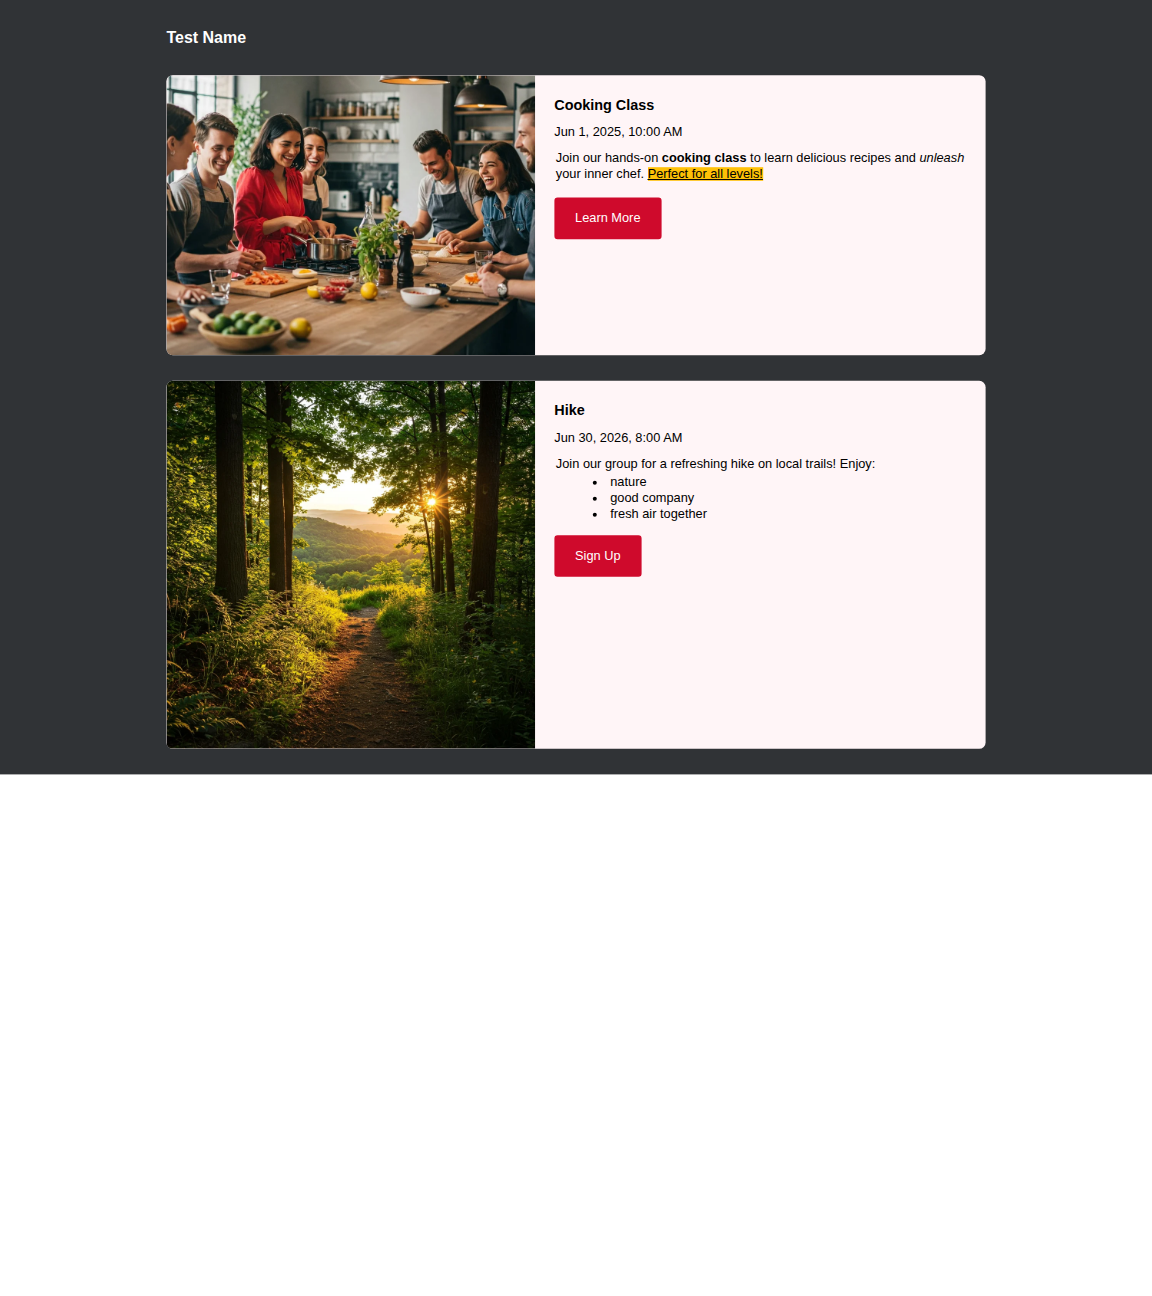 Test Name
Cooking Class
Jun 1, 2025, 10:00 AM
Join our hands-on cooking class to learn delicious recipes and unleash
your inner chef. Perfect for all levels!
Learn More
Hike
Jun 30, 2026, 8:00 AM
Join our group for a refreshing hike on local trails! Enjoy:
• nature
• good company
• fresh air together
Sign Up